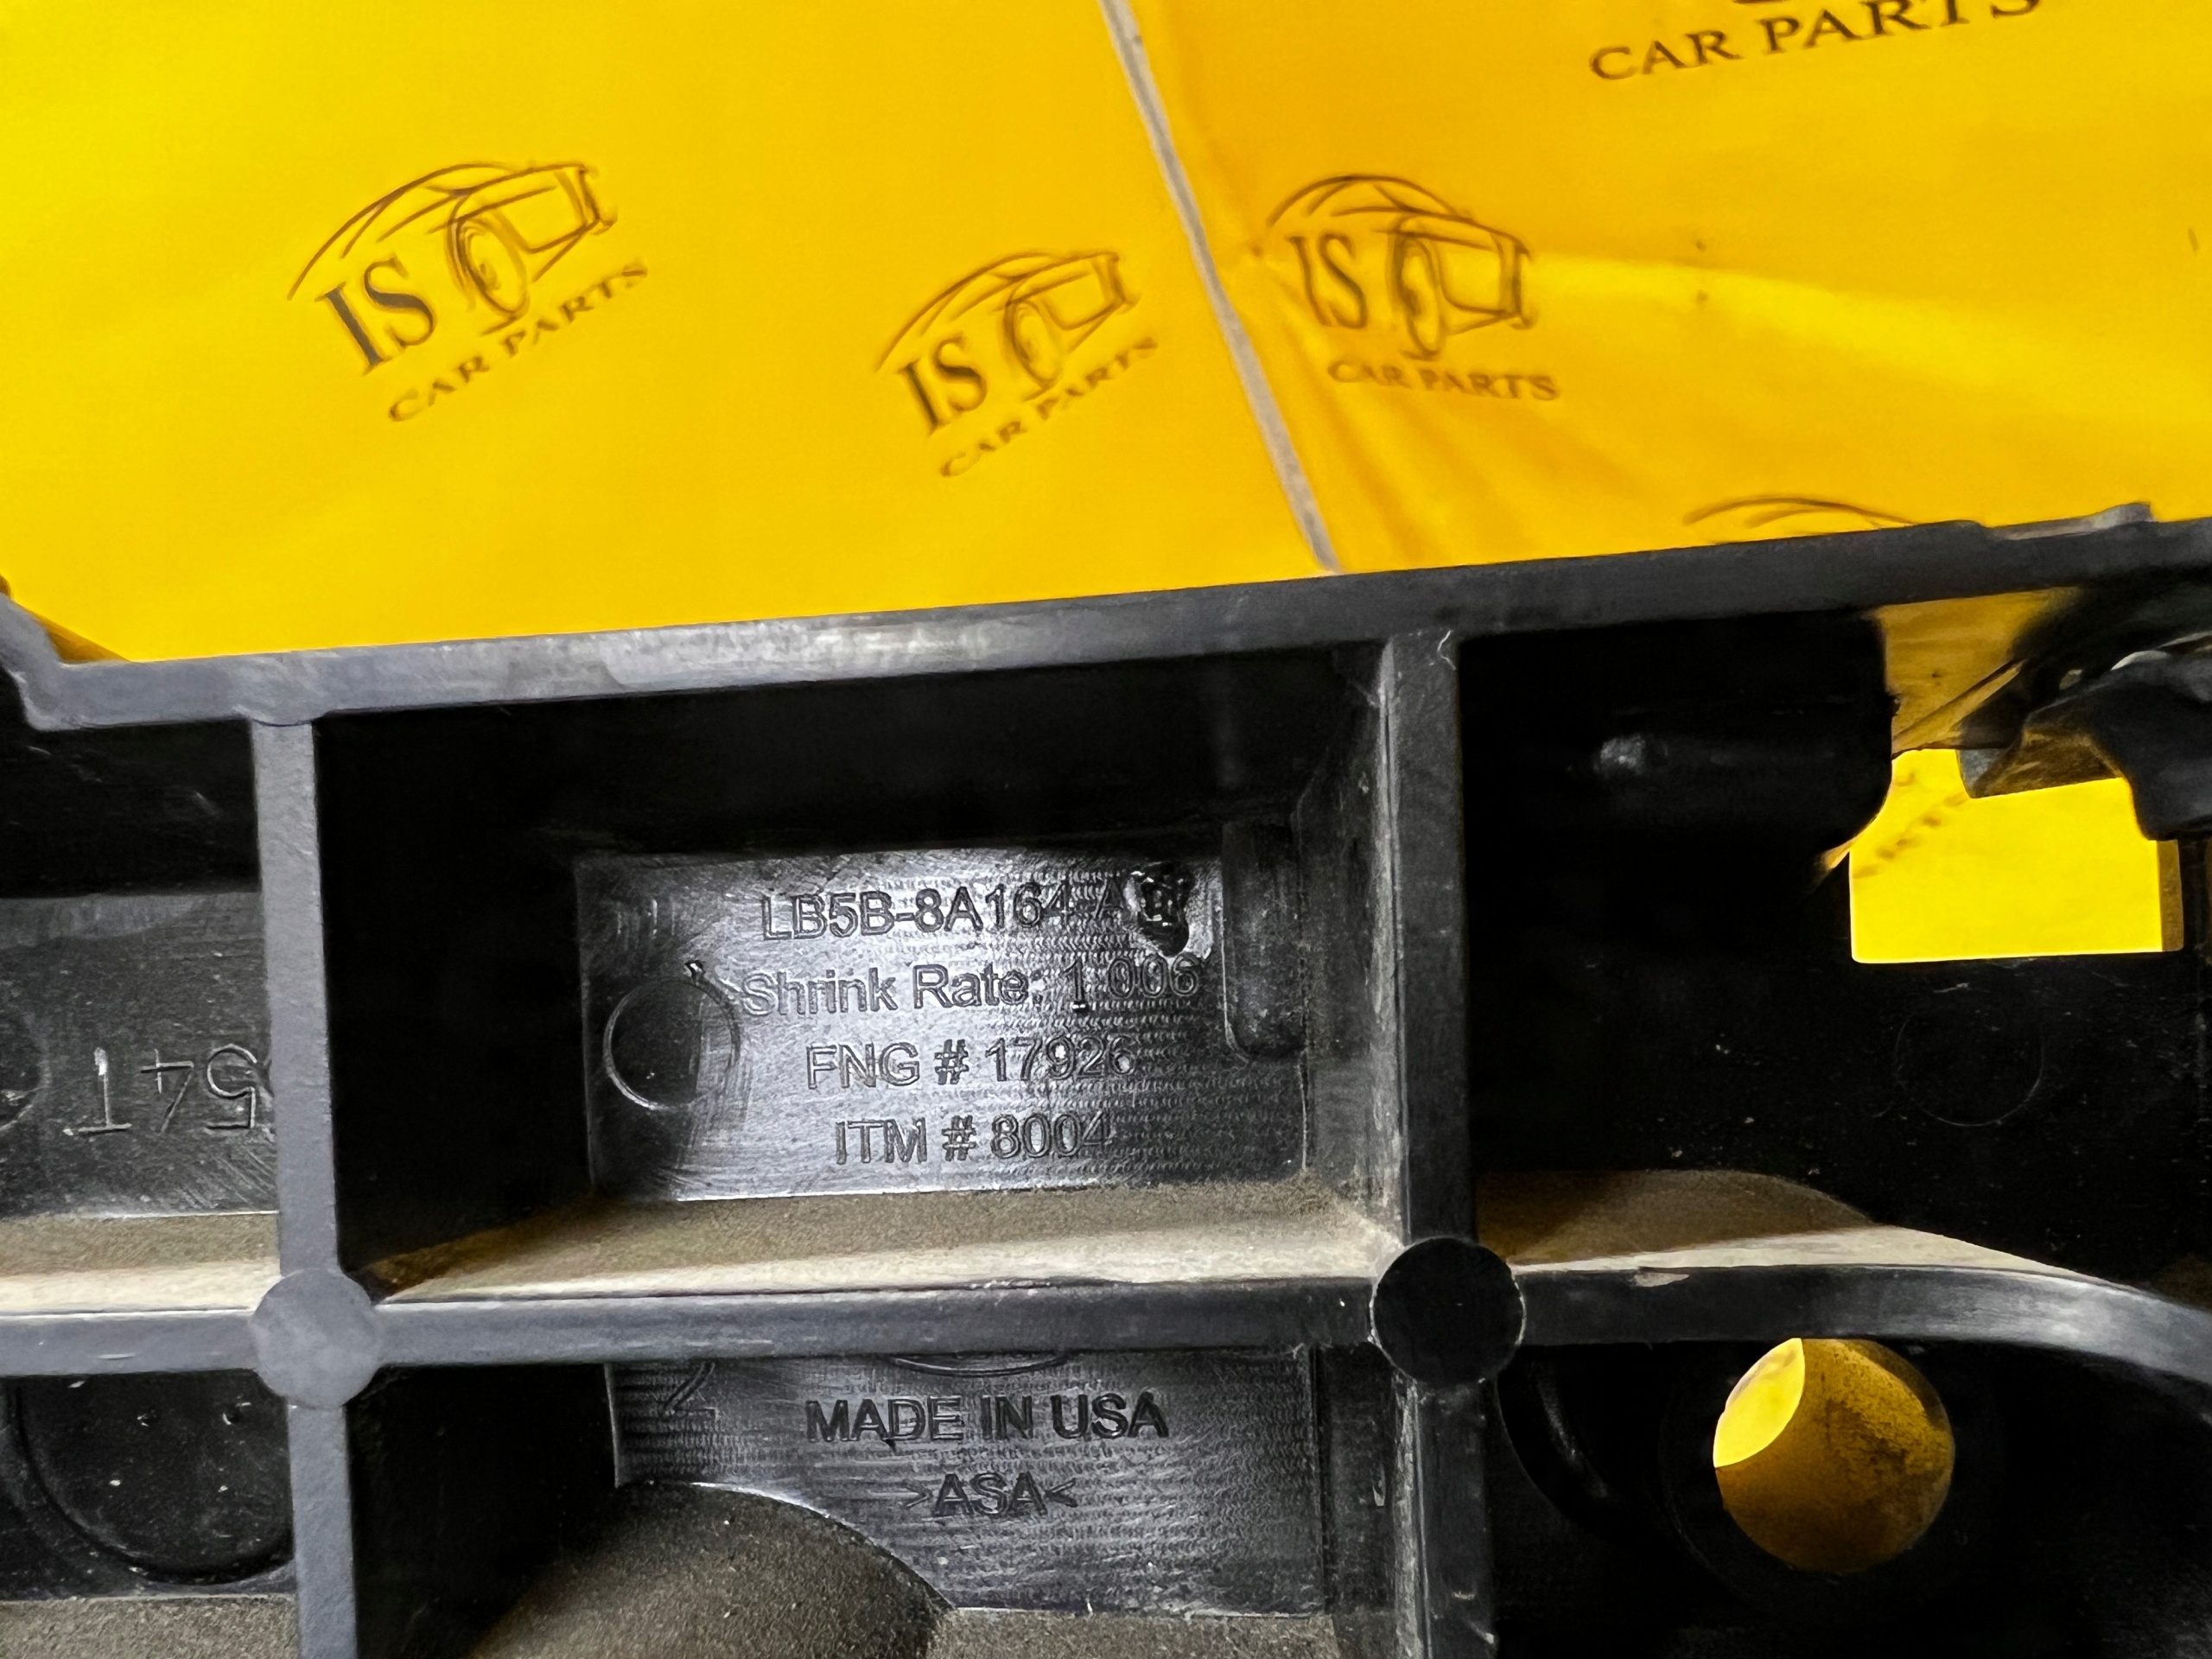 CAR PARTS
IS
CAR PARTS
IS
CAR PARTS
IS
CAR PARTS
LB5B-8A164-A
Shrink Rate: 1.006
FNG # 17926
ITM # 8004
54T
MADE IN USA
>ASA<